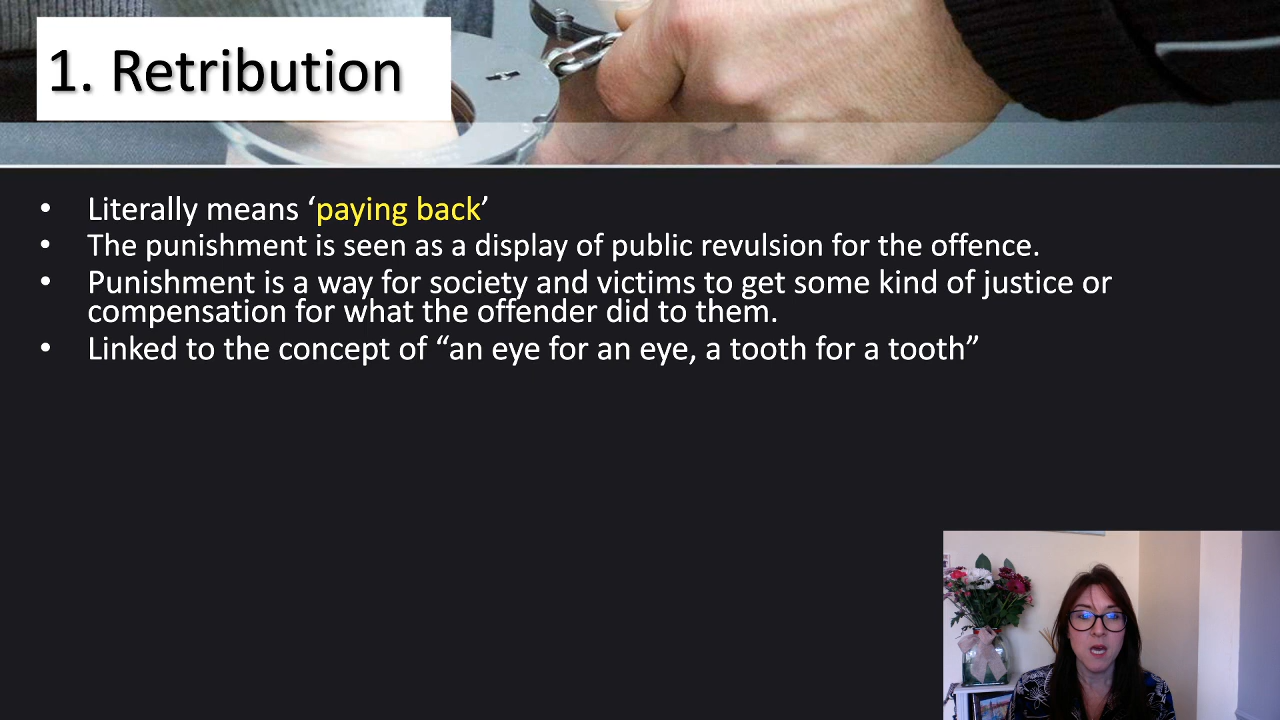 1. Retribution
• Literally means ‘paying back’
• The punishment is seen as a display of public revulsion for the offence.
• Punishment is a way for society and victims to get some kind of justice or
compensation for what the offender did to them.
• Linked to the concept of “an eye for an eye, a tooth for a tooth”